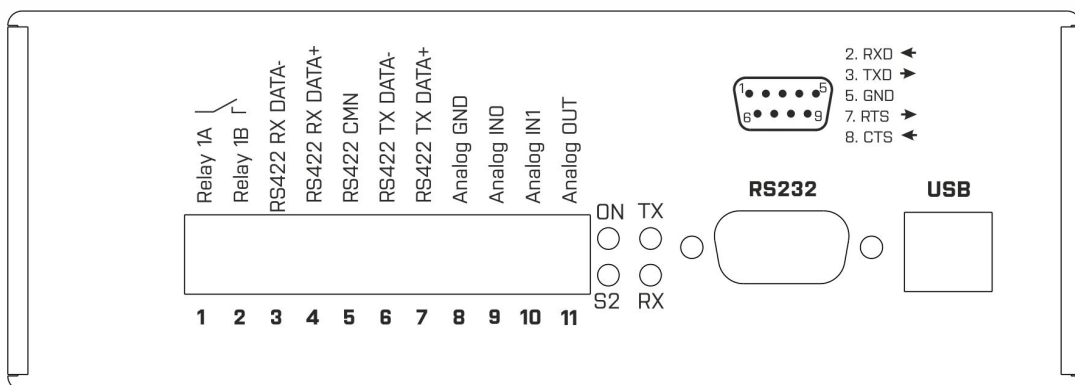 Relay 1A
Relay 1B
RS422 RX DATA-
RS422 RX DATA+
RS422 CMN
RS422 TX DATA-
RS422 TX DATA+
Analog GND
Analog IN0
Analog IN1
Analog OUT
1 2 3 4 5 6 7 8 9 10 11
ON TX
S2 RX
1 5
6 9
2. RXD ←
3. TXD →
5. GND
7. RTS →
8. CTS ←
RS232
USB